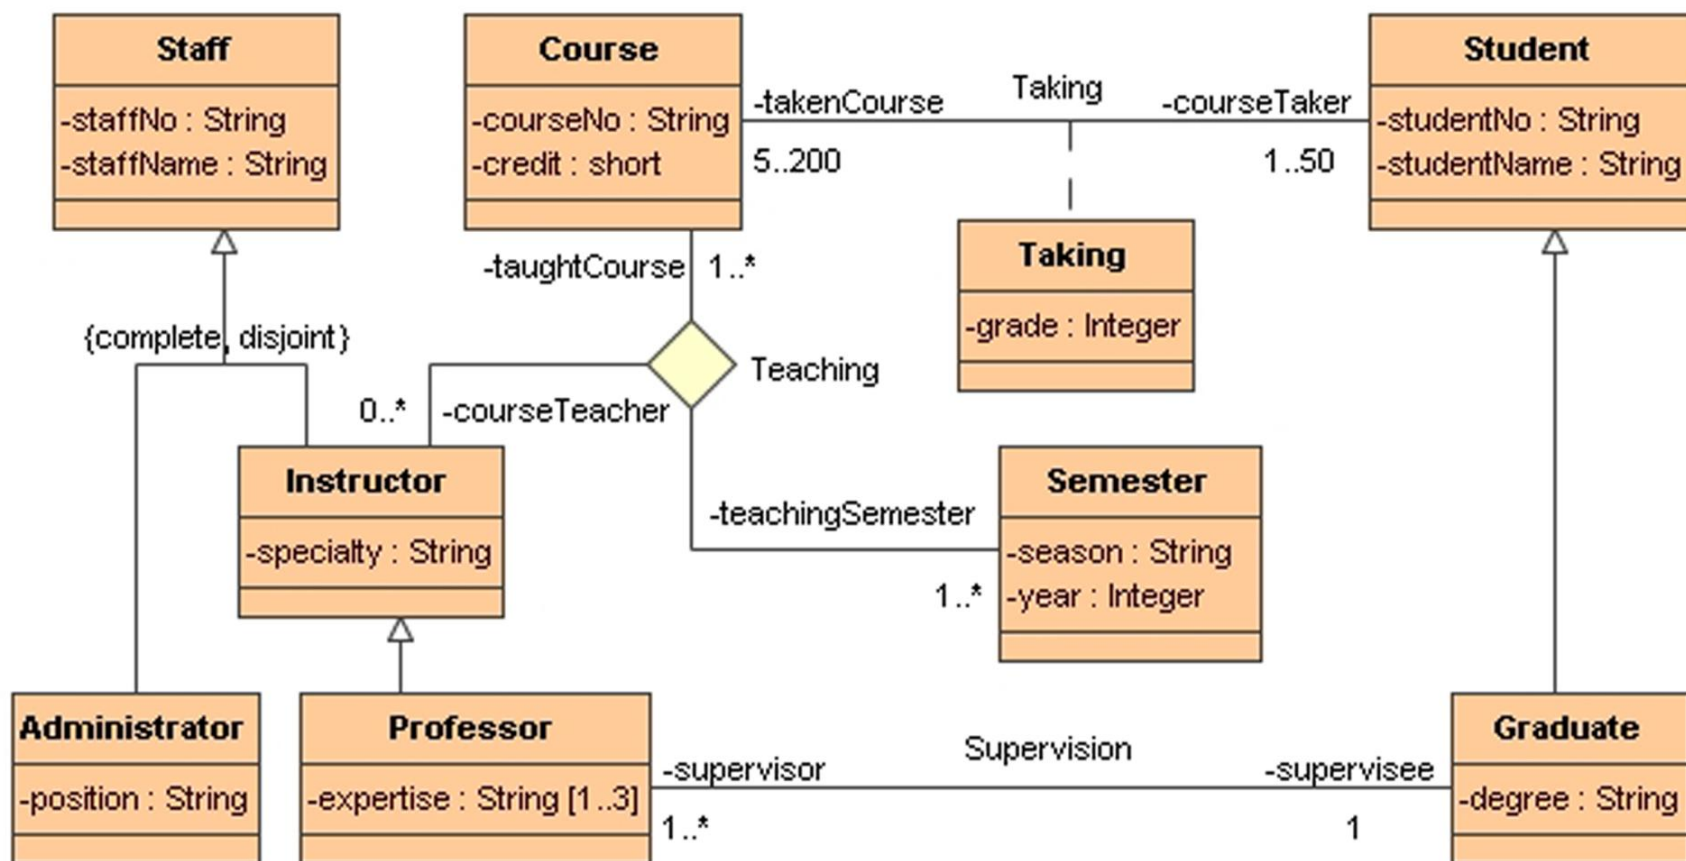 Staff
-staffNo : String
-staffName : String
Course
-courseNo : String
-credit : short
-takenCourse
Taking
-courseTaker
5..200
1..50
Student
-studentNo : String
-studentName : String
Taking
-grade : Integer
-taughtCourse
1..*
{complete, disjoint}
Teaching
0..*
-courseTeacher
Instructor
-specialty : String
-teachingSemester
1..*
Semester
-season : String
-year : Integer
Administrator
-position : String
Professor
-expertise : String [1..3]
-supervisor
Supervision
-supervisee
1..*
1
Graduate
-degree : String